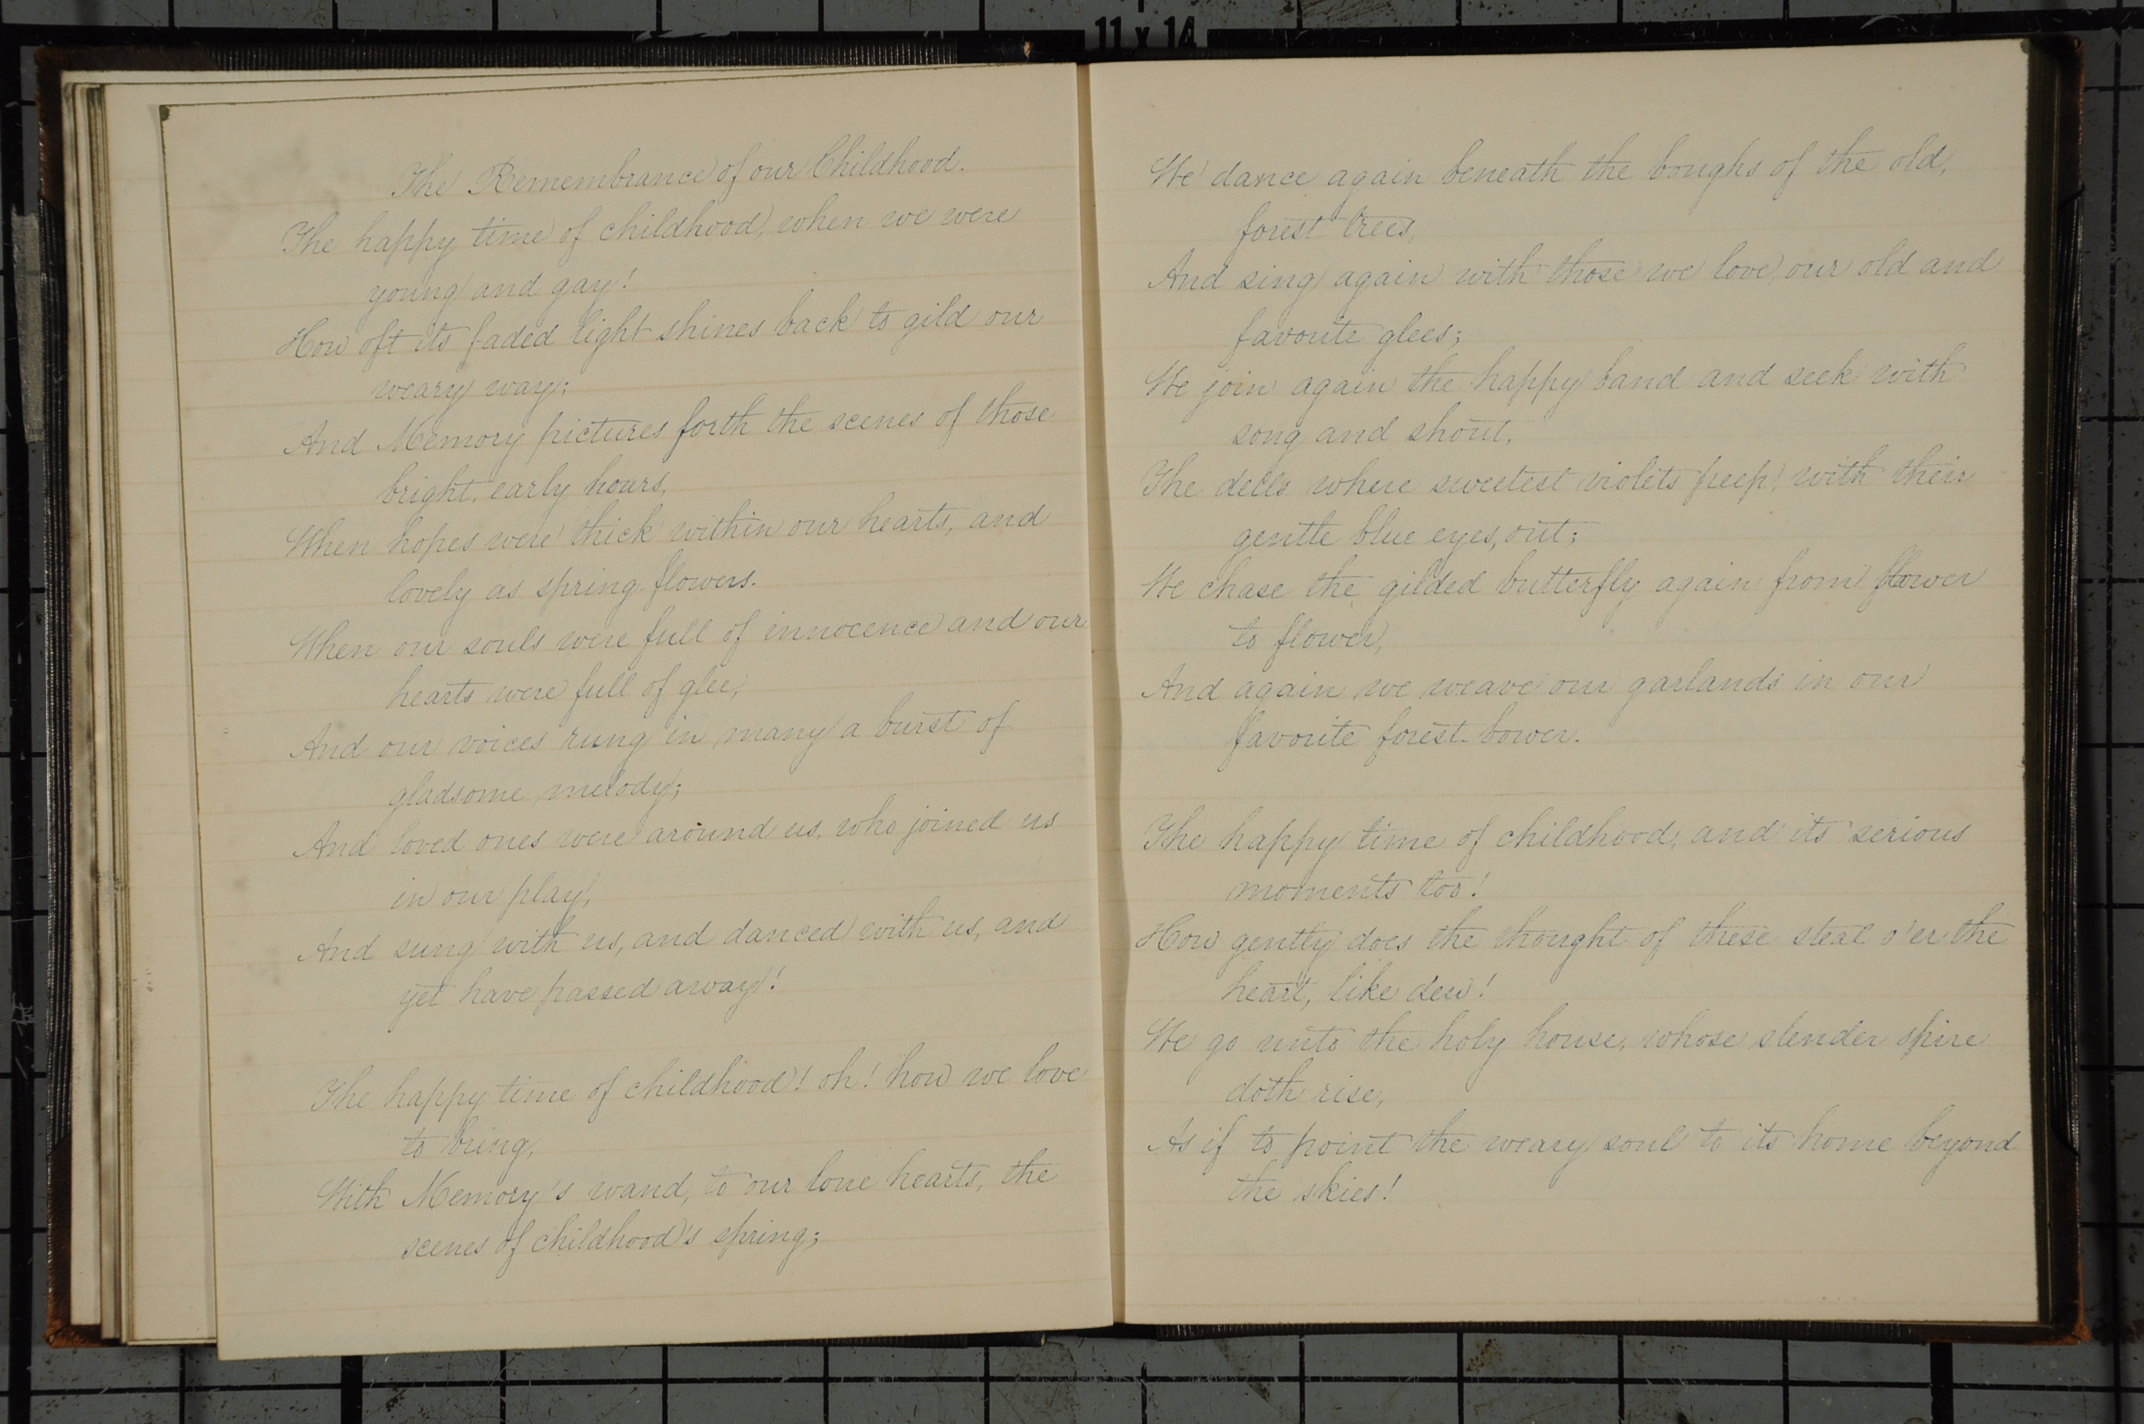 11 x 14
The Remembrance of our Childhood.
The happy time of childhood, when we were
young and gay!
How oft its faded light shines back to gild our
weary way;
And Memory pictures forth the scenes of those
bright, early hours,
When hopes were thick within our hearts, and
lovely as spring flowers.
When our souls were full of innocence and our
hearts were full of glee,
And our voices rung in many a burst of
gladsome melody;
And loved ones were around us, who joined us
in our play,
And sung with us, and danced with us, and
yet have passed away!
The happy time of childhood! oh! how we love
to bring,
With Memory's wand, to our lone hearts, the
scenes of childhood's spring;
We dance again beneath the boughs of the old,
forest trees,
And sing again with those we love, our old and
favorite glees;
We join again the happy band and seek with
song and shout,
The dells where sweetest violets peep, with their
gentle blue eyes, out;
We chase the gilded butterfly again from flower
to flower,
And again we weave our garlands in our
favorite forest bower.
The happy time of childhood, and its serious
moments too!
How gently does the thought of these steal o'er the
heart, like dew!
We go unto the holy house, whose slender spire
doth rise,
As if to point the weary soul to its home beyond
the skies!